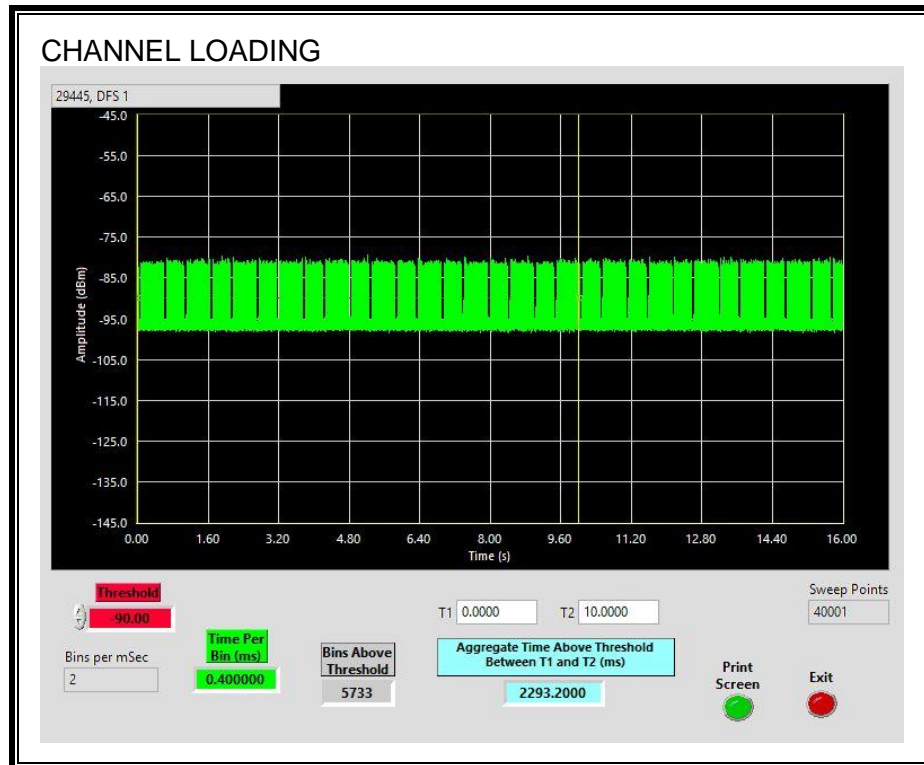 CHANNEL LOADING
29445, DFS 1
-45.0
-55.0
-65.0
-75.0
-85.0
-95.0
-105.0
-115.0
-125.0
-135.0
-145.0
Amplitude (dBm)
0.00 1.60 3.20 4.80 6.40 8.00 9.60 11.20 12.80 14.40 16.00
Time (s)
Threshold
-90.00
Bins per mSec
2
Time Per
Bin (ms)
0.400000
Bins Above
Threshold
5733
T1 0.0000 T2 10.0000
Aggregate Time Above Threshold
Between T1 and T2 (ms)
2293.2000
Sweep Points
40001
Print
Screen
Exit